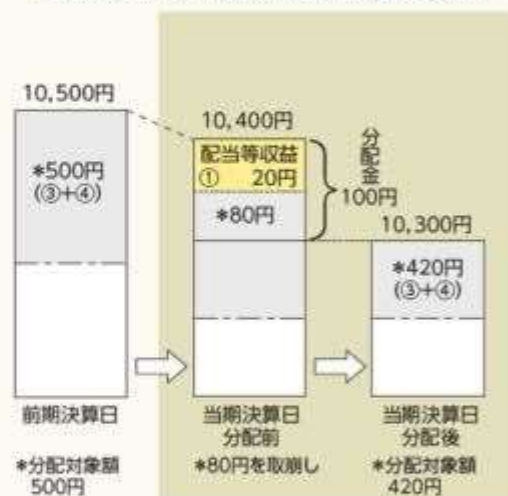 10,500円
*500円
(③+④)
前期決算日
*分配対象額
500円
10,400円
配当等収益
① 20円
*80円
分配金
100円
当期決算日
分配前
*80円を取崩し
10,300円
*420円
(③+④)
当期決算日
分配後
*分配対象額
420円